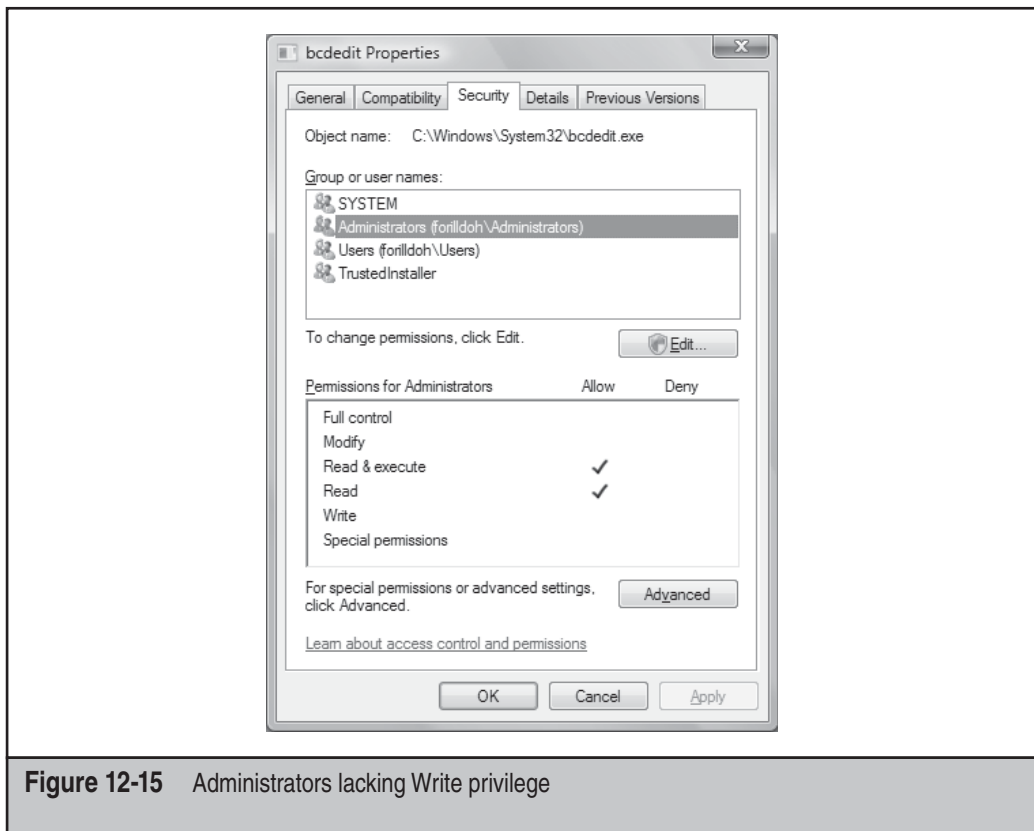 bcdedit Properties
General Compatibility Security Details Previous Versions
Object name: C:\Windows\System32\bcdedit.exe
Group or user names:
SYSTEM
Administrators (forilldoh\Administrators)
Users (forilldoh\Users)
TrustedInstaller
To change permissions, click Edit.
Edit...
Permissions for Administrators Allow Deny
Full control
Modify
Read & execute
Read
Write
Special permissions
For special permissions or advanced settings,
click Advanced.
Advanced
Learn about access control and permissions
OK Cancel Apply
Figure 12-15 Administrators lacking Write privilege